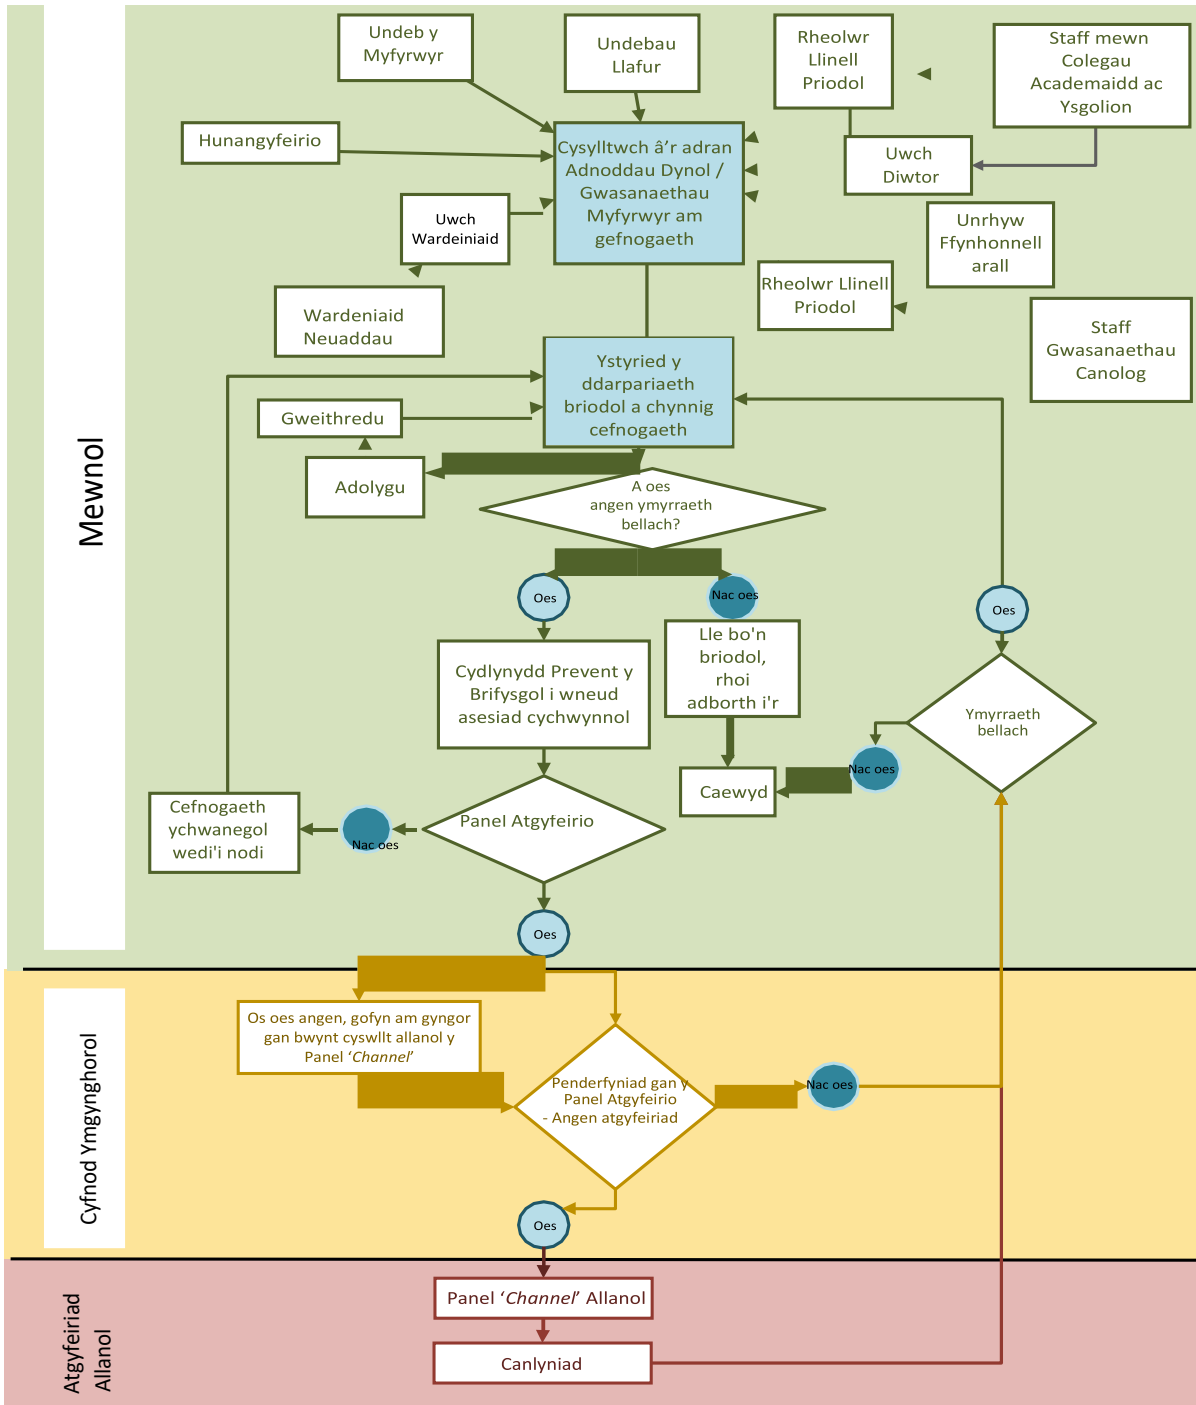 Mewnol
Undeb y
Myfyrwyr
Undebau
Llafur
Rheolwr
Llinell
Priodol
Staff mewn
Colegau
Academaidd ac
Ysgolion
Hunangyfeirio
Cysylltwch â'r adran
Adnoddau Dynol /
Gwasanaethau
Myfyrwyr am
gefnogaeth
Uwch
Diwtor
Uwch
Wardeiniaid
Unrhyw
Ffynhonnell
arall
Wardeniaid
Neuaddau
Rheolwr Llinell
Priodol
Staff
Gwasanaethau
Canolog
Ystyried y
ddarpariaeth
briodol a chynnig
cefnogaeth
Gweithredu
Adolygu
A oes
angen ymyrraeth
bellach?
Oes
Nac oes
Oes
Cydlynydd Prevent y
Brifysgol i wneud
asesiad cychwynnol
Lle bo'n
briodol,
rhoi
adborth i'r
Ymyrraeth
bellach
Nac oes
Caewyd
Cefnogaeth
ychwanegol
wedi'i nodi
Nac oes
Panel Atgyfeirio
Oes
Cyfnod Ymgynghorol
Os oes angen, gofyn am gyngor
gan bwynt cyswllt allanol y
Panel ‘Channel’
Penderfyniad gan y
Panel Atgyfeirio
- Angen atgyfeiriad
Nac oes
Oes
Atgyfeiriad
Allanol
Panel ‘Channel’ Allanol
Canlyniad